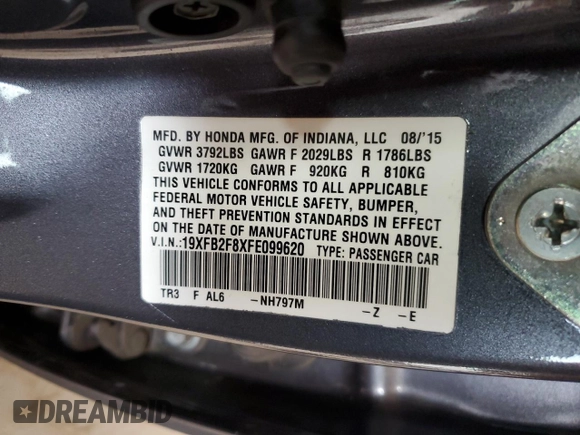 MFD. BY HONDA MFG. OF INDIANA, LLC 08/'15
GVWR 3792LBS GAWR F 2029LBS R 1786LBS
GVWR 1720KG GAWR F 920KG R 810KG
THIS VEHICLE CONFORMS TO ALL APPLICABLE
FEDERAL MOTOR VEHICLE SAFETY, BUMPER,
AND THEFT PREVENTION STANDARDS IN EFFECT
ON THE DATE OF MANUFACTURE SHOWN ABOVE.
V.I.N.:19XFB2F8XFE099620 TYPE: PASSENGER CAR
TR3 F AL6 -NH797M -Z -E
DREAMBID